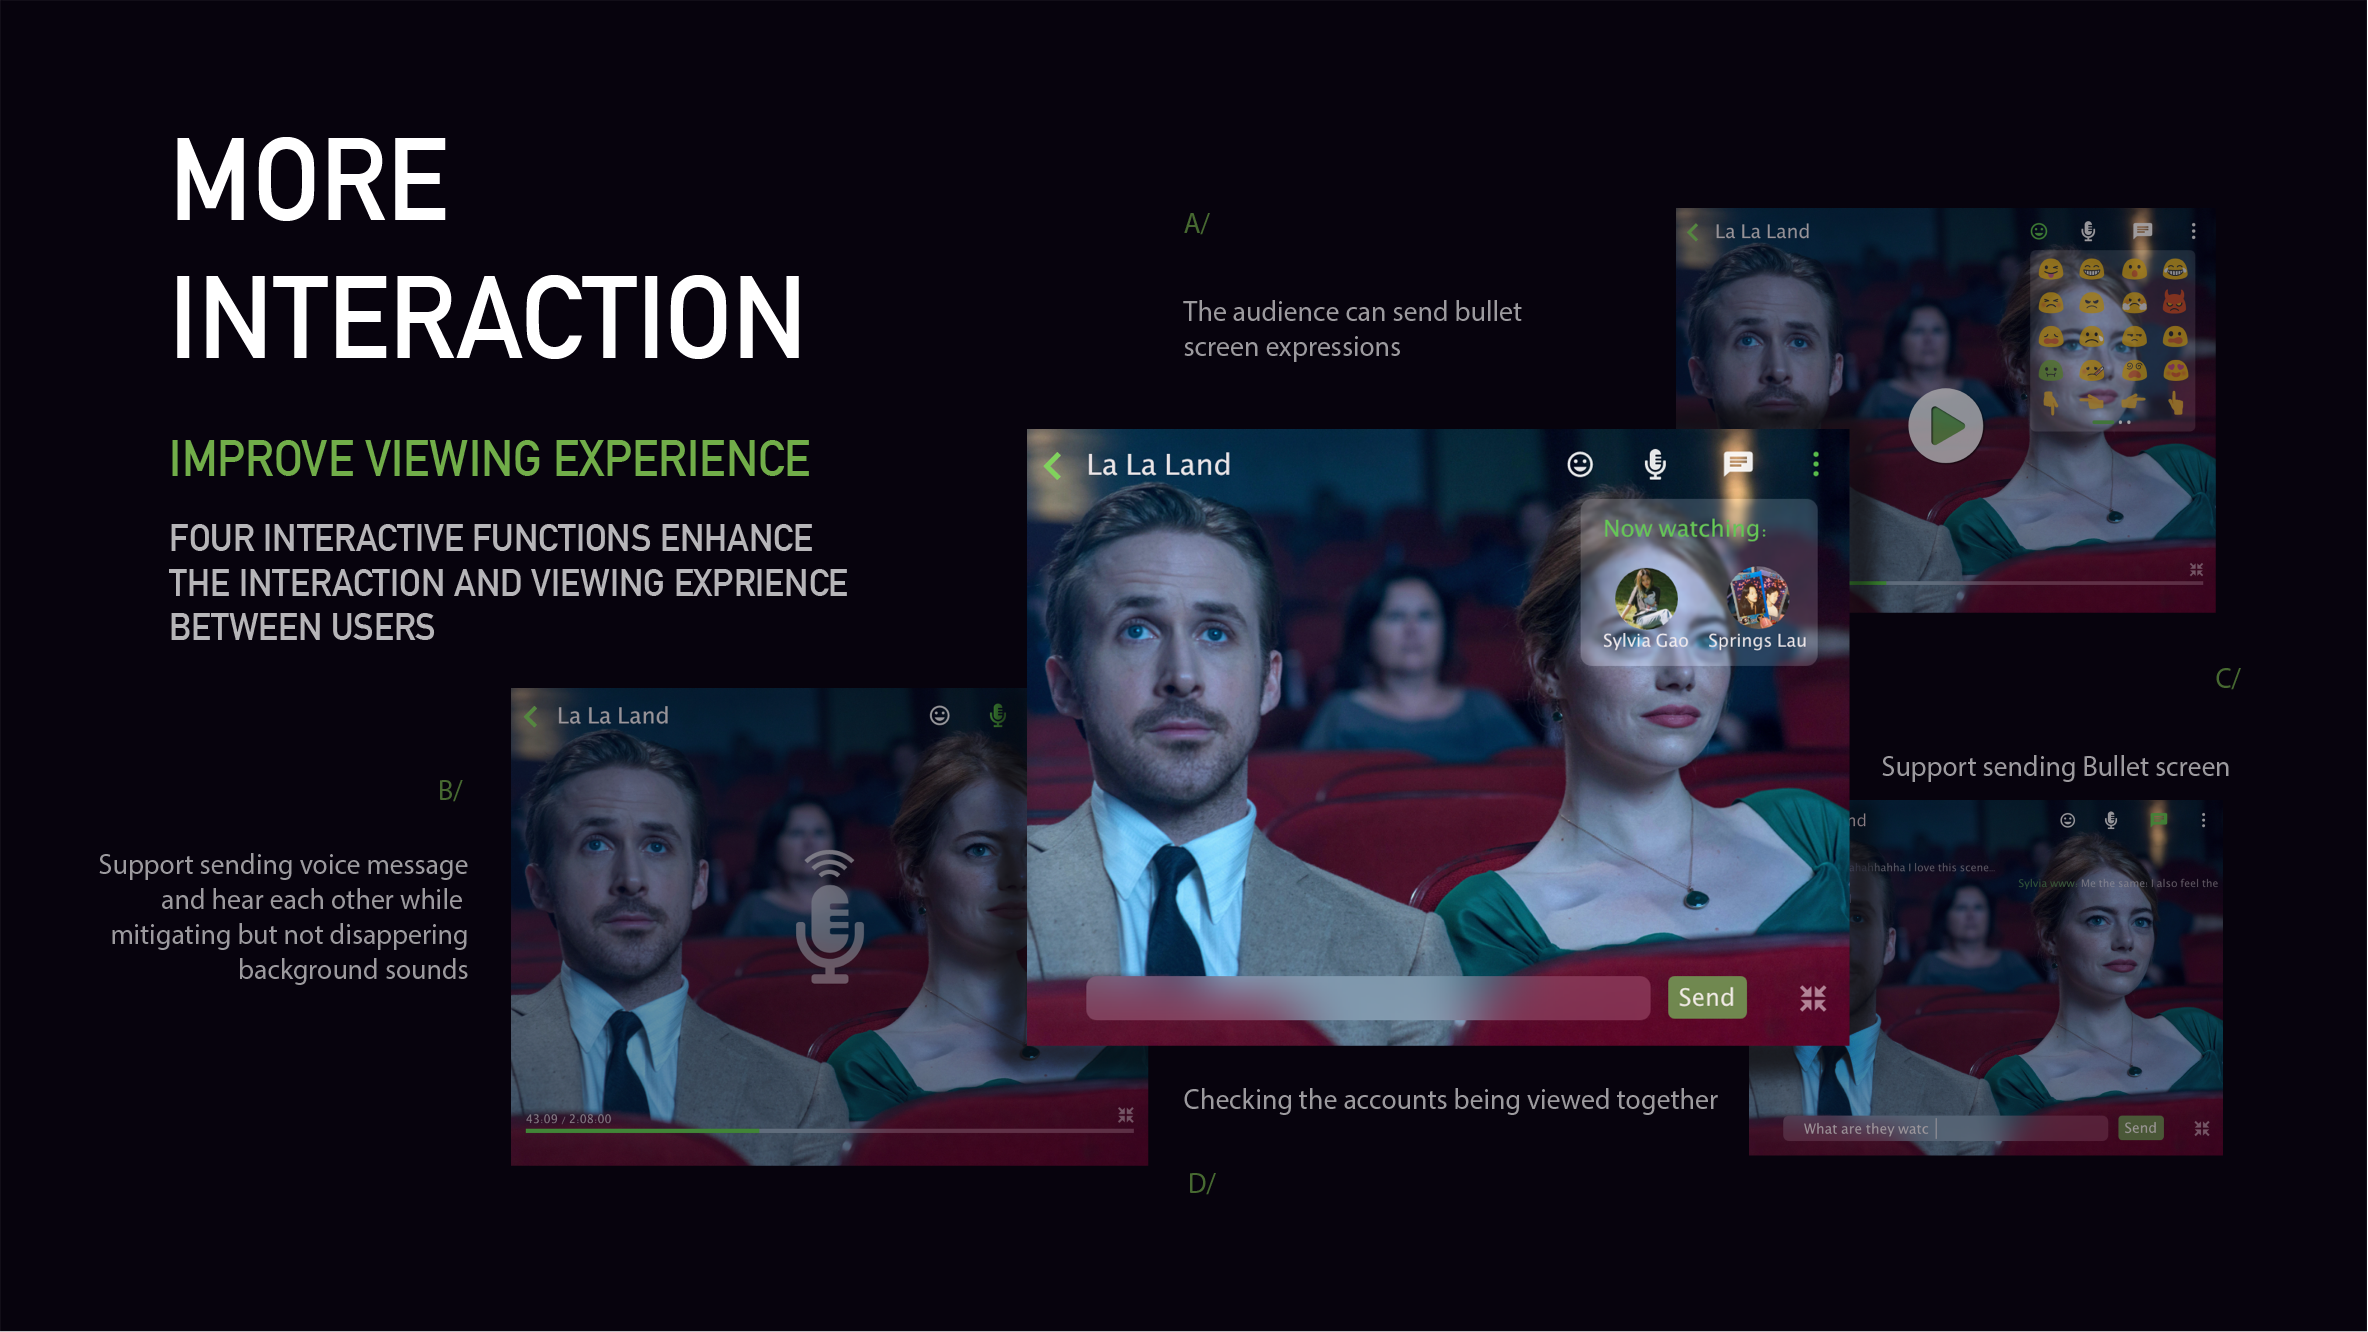 MORE
INTERACTION
IMPROVE VIEWING EXPERIENCE
FOUR INTERACTIVE FUNCTIONS ENHANCE
THE INTERACTION AND VIEWING EXPRIENCE
BETWEEN USERS
A/
The audience can send bullet
screen expressions
La La Land
La La Land
Now watching:
Sylvia Gao
Springs Lau
Send
B/
Support sending voice message
and hear each other while
mitigating but not disappering
background sounds
La La Land
43.09 / 2.08.00
C/
Support sending Bullet screen
nd
ahahhahha I love this scene..
Sylvia www: Me the same! I also feel the
What are they watc
Send
Checking the accounts being viewed together
D/